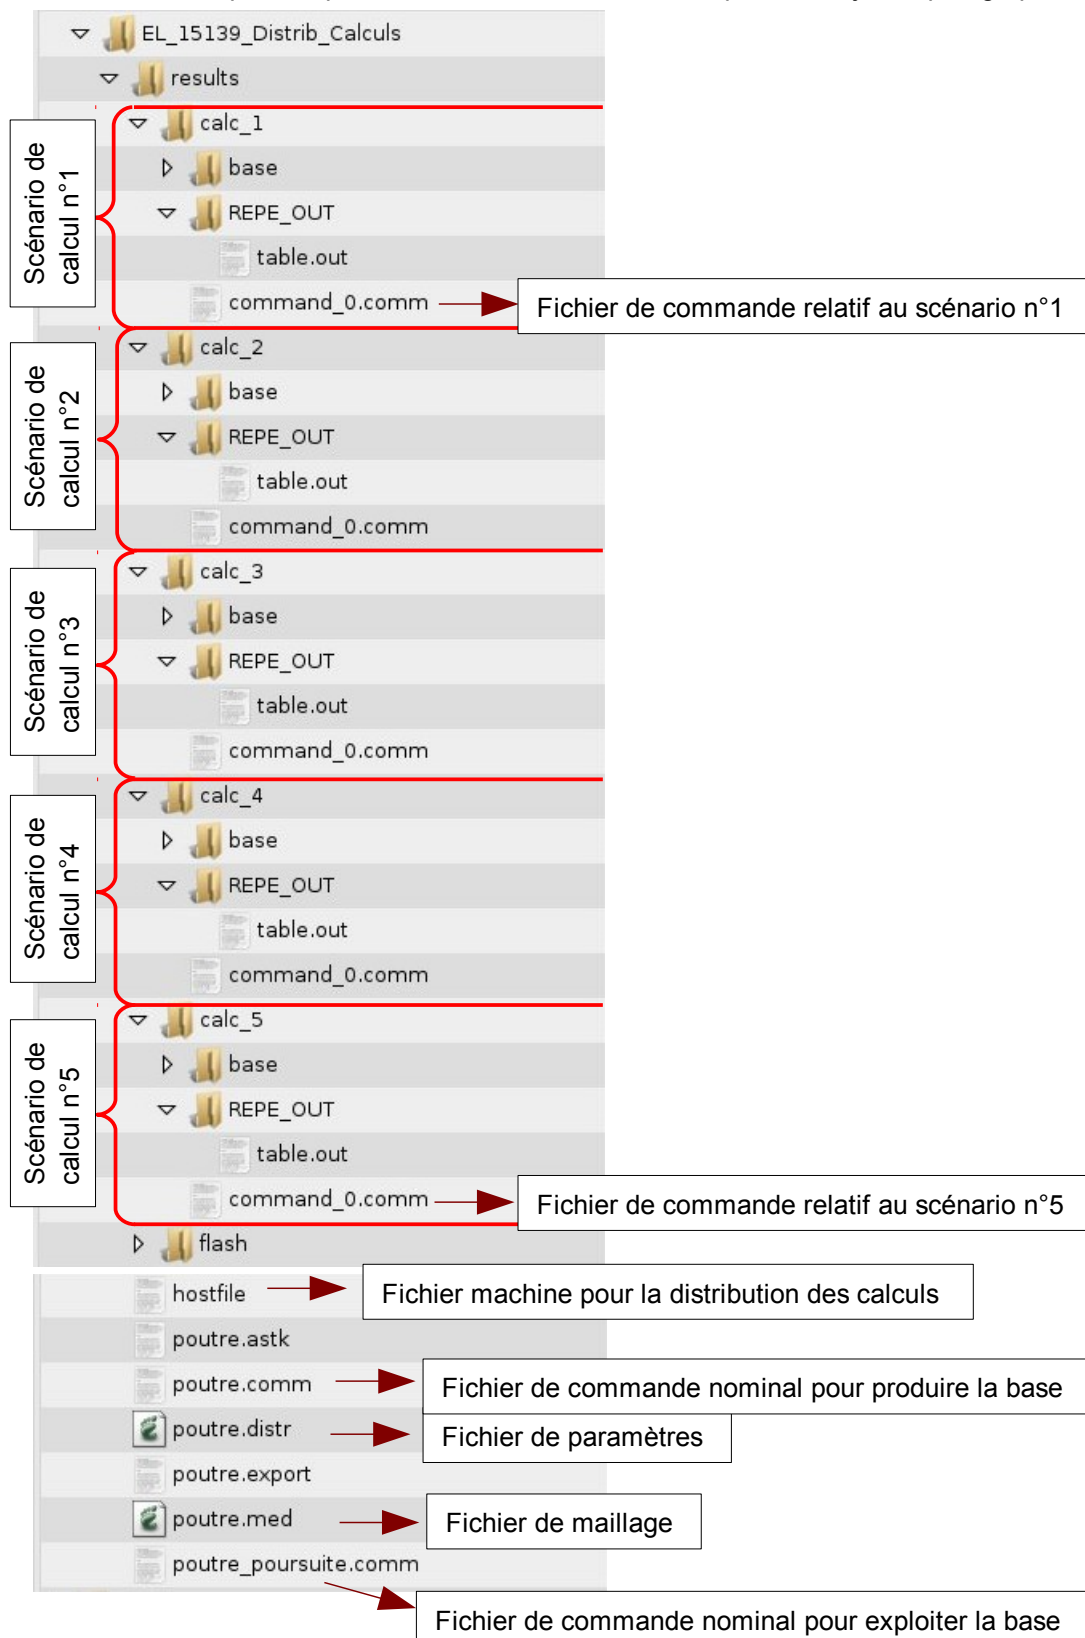 EL_15139_Distrib_Calculs
results
Scénario de
calcul n°1
calc_1
base
REPE_OUT
table.out
command_0.comm
Fichier de commande relatif au scénario n°1
Scénario de
calcul n°2
calc_2
base
REPE_OUT
table.out
command_0.comm
Scénario de
calcul n°3
calc_3
base
REPE_OUT
table.out
command_0.comm
Scénario de
calcul n°4
calc_4
base
REPE_OUT
table.out
command_0.comm
Scénario de
calcul n°5
calc_5
base
REPE_OUT
table.out
command_0.comm
Fichier de commande relatif au scénario n°5
flash
hostfile
Fichier machine pour la distribution des calculs
poutre.astk
poutre.comm
Fichier de commande nominal pour produire la base
poutre.distr
Fichier de paramètres
poutre.export
poutre.med
Fichier de maillage
poutre_poursuite.comm
Fichier de commande nominal pour exploiter la base